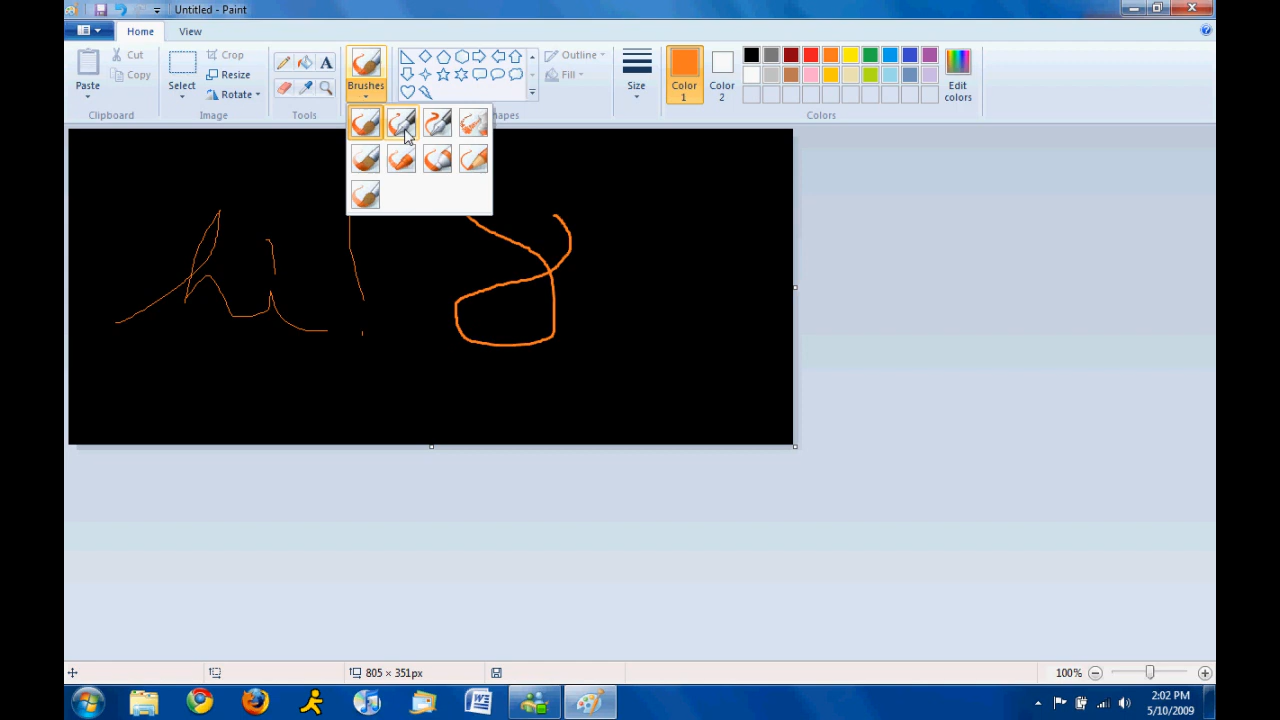 Untitled - Paint
Home View
Paste Cut Copy Clipboard
Select Crop Resize Rotate Image
A Tools
Brushes
Outline Fill
Size
Color 1 Color 2 Edit colors Colors
hi!
805 × 351px 100%
W 2:02 PM
5/10/2009